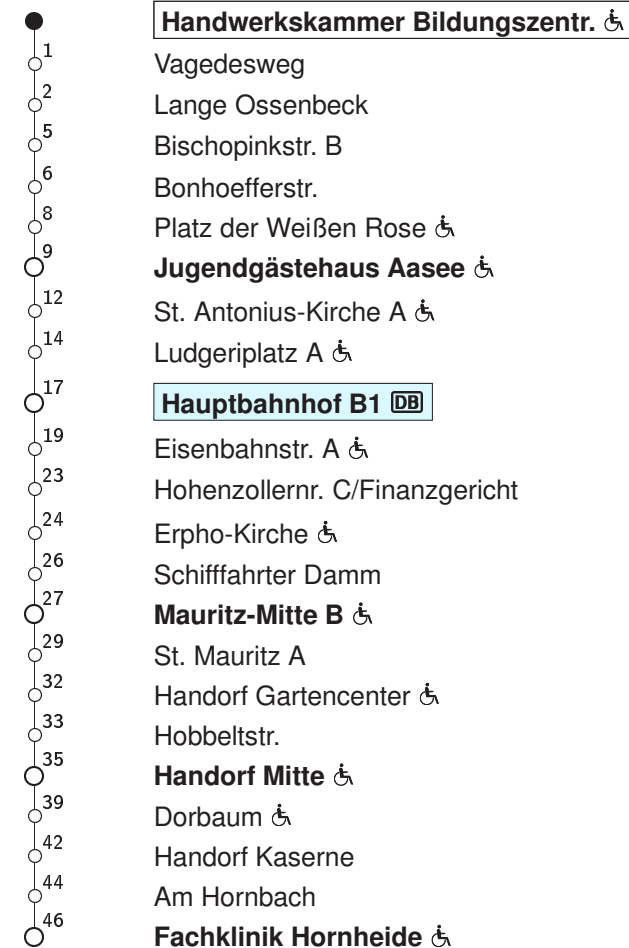 Handwerkskammer Bildungszentr.
1 Vagedesweg
2 Lange Ossenbeck
5 Bischopinkstr. B
6 Bonhoefferstr.
8 Platz der Weißen Rose
9 Jugendgästehaus Aasee
12 St. Antonius-Kirche A
14 Ludgeriplatz A
17 Hauptbahnhof B1 DB
19 Eisenbahnstr. A
23 Hohenzollernr. C/Finanzgericht
24 Erpho-Kirche
26 Schifffahrter Damm
27 Mauritz-Mitte B
29 St. Mauritz A
32 Handorf Gartencenter
33 Hobbeltstr.
35 Handorf Mitte
39 Dorbaum
42 Handorf Kaserne
44 Am Hornbach
46 Fachklinik Hornheide